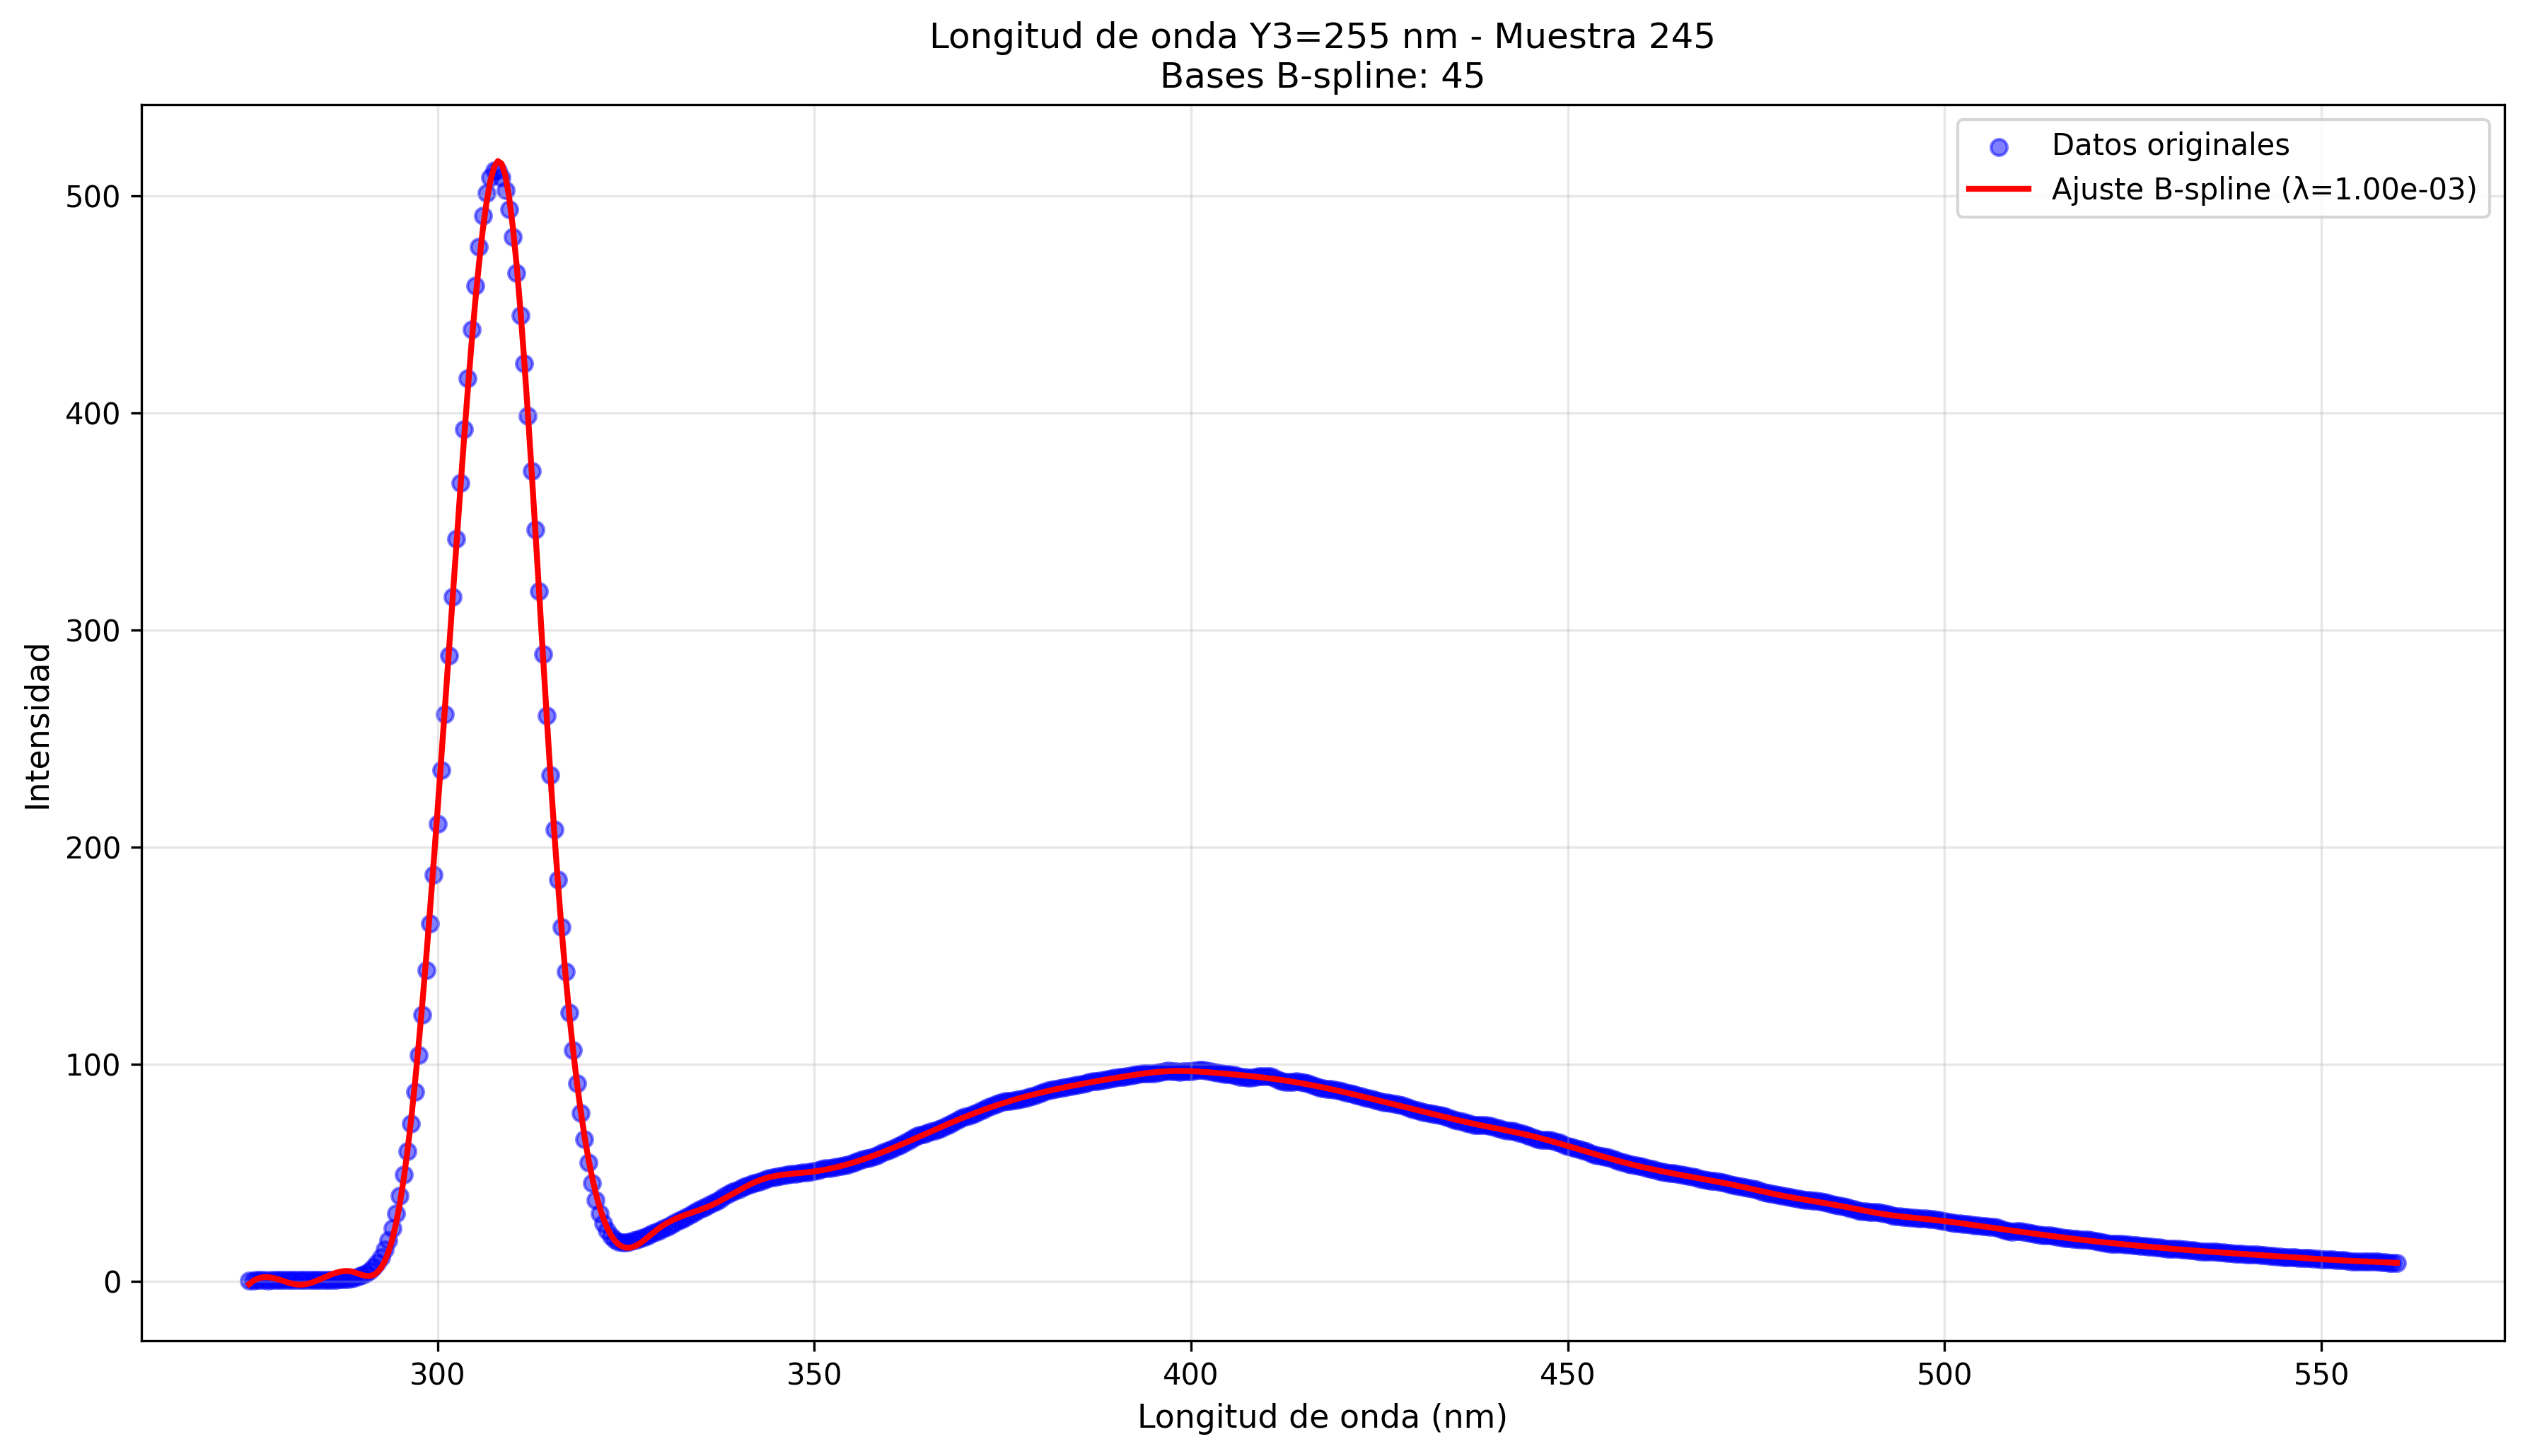 Longitud de onda Y3=255 nm - Muestra 245
Bases B-spline: 45
Datos originales
Ajuste B-spline (λ=1.00e-03)
Intensidad
500
400
300
200
100
0
300 350 400 450 500 550
Longitud de onda (nm)